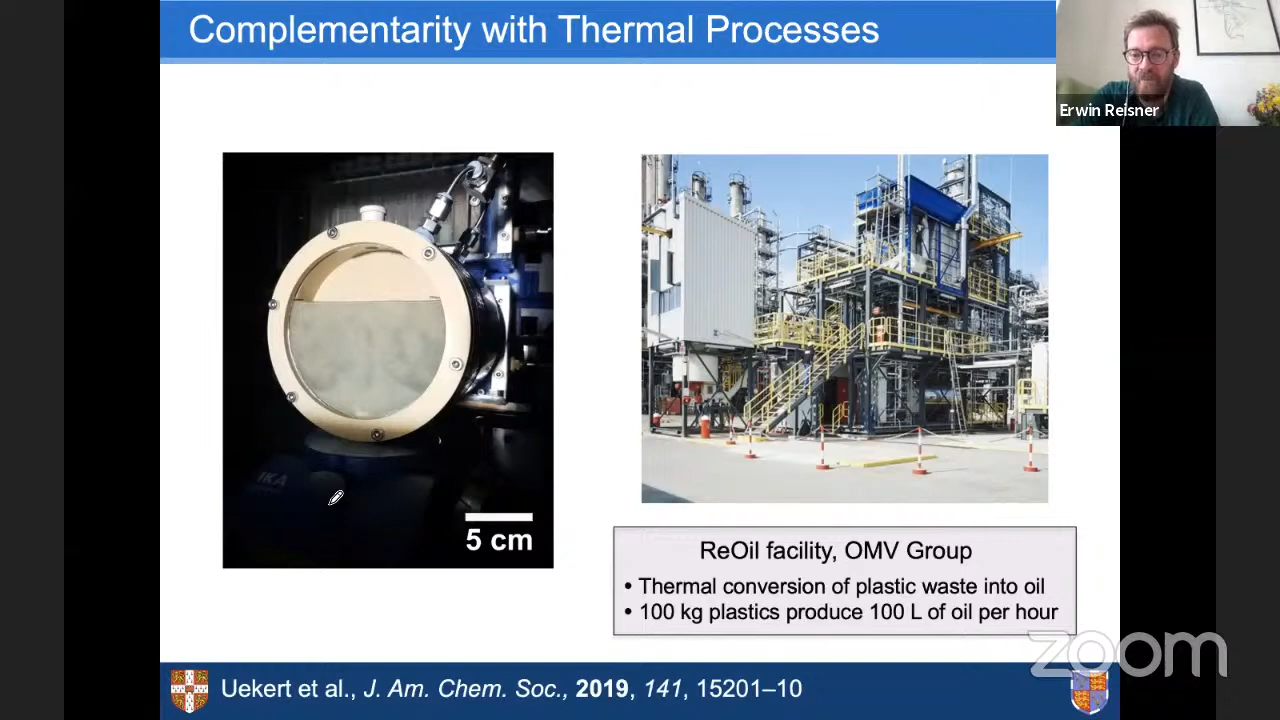 Complementarity with Thermal Processes
Erwin Reisner
IKA
5 cm
ReOil facility, OMV Group
• Thermal conversion of plastic waste into oil
• 100 kg plastics produce 100 L of oil per hour
zoom
Uekert et al., J. Am. Chem. Soc., 2019, 141, 15201–10